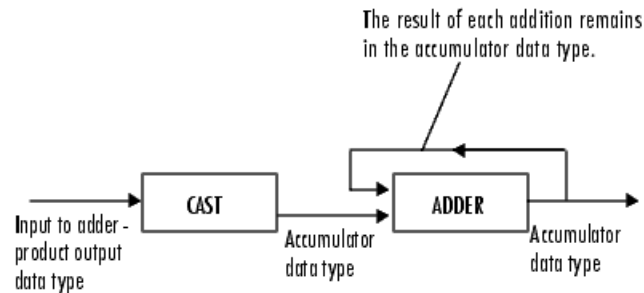 The result of each addition remains
in the accumulator data type.
CAST
ADDER
Input to adder -
product output
data type
Accumulator
data type
Accumulator
data type